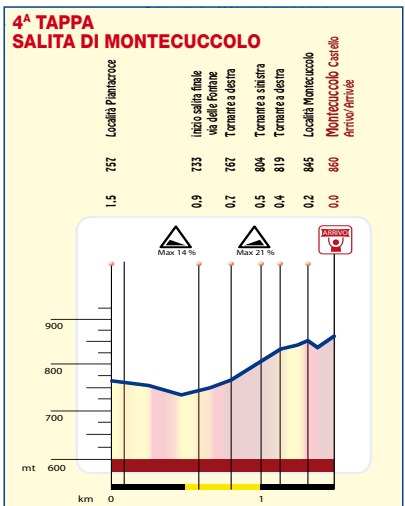 4ᴬ TAPPA
SALITA DI MONTECUCCOLO
1.5 757 Località Piantacroce
0.9 733 inizio salita finale
via delle Fontane
0.7 767 Tornante a destra
0.5 804 Tornante a sinistra
0.4 819 Tornante a destra
0.2 845 Località Montecuccolo
0.0 860 Montecuccolo Castello
Arrivo/Arrivée
ARRIVO
Max 14 %
Max 21 %
900
800
700
mt 600
km 0 1